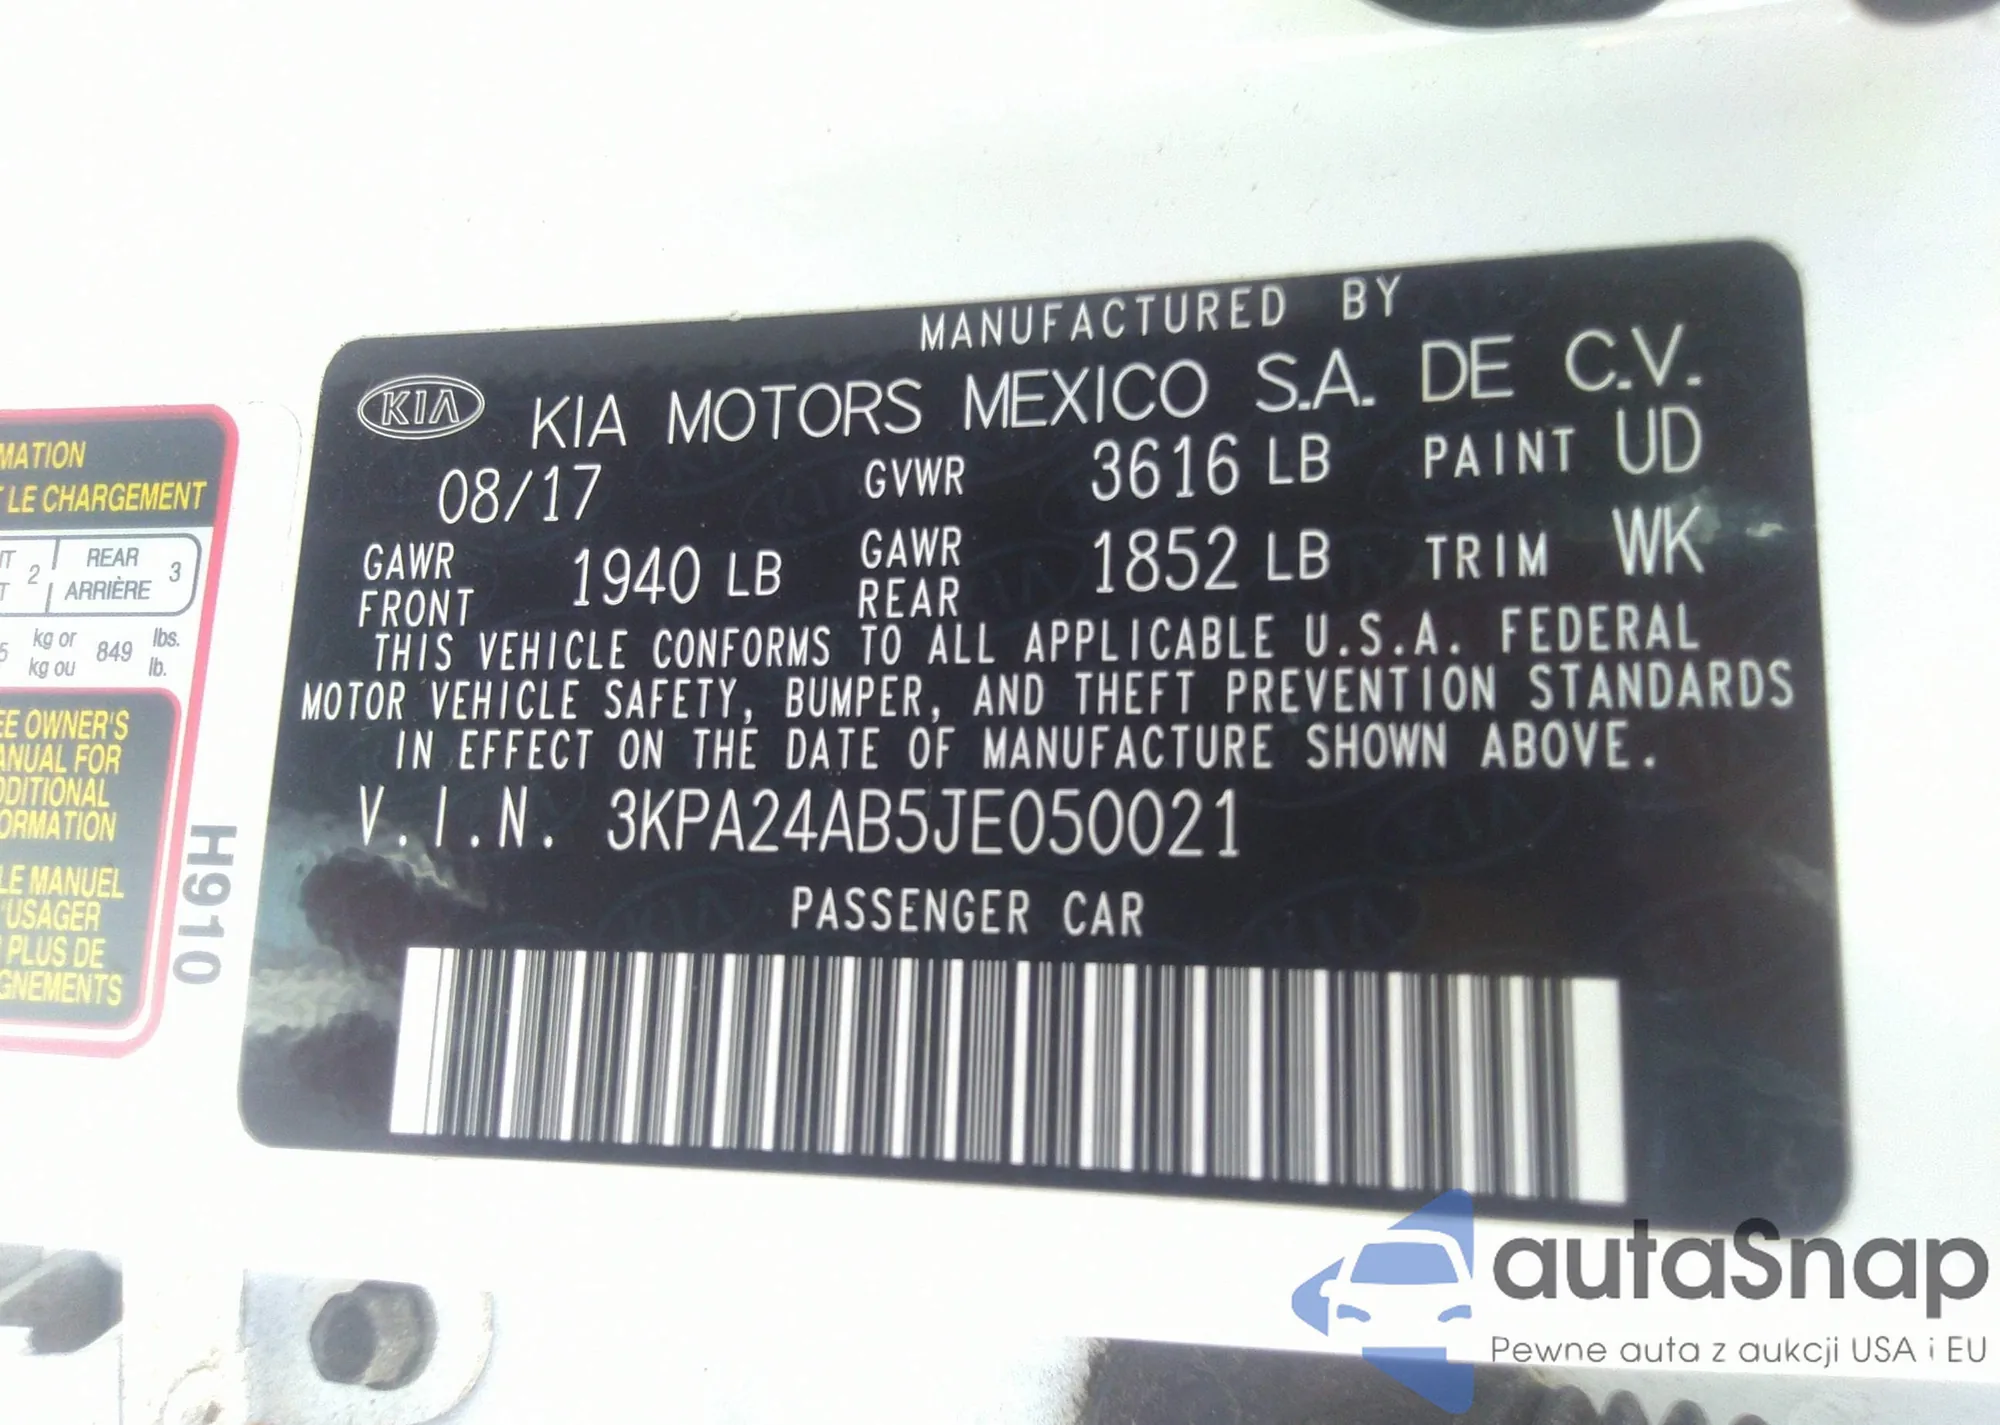 MANUFACTURED BY
KIA KIA MOTORS MEXICO S.A. DE C.V.
08/17 GVWR 3616 LB PAINT UD
GAWR FRONT 1940 LB GAWR REAR 1852 LB TRIM WK
THIS VEHICLE CONFORMS TO ALL APPLICABLE U.S.A. FEDERAL
MOTOR VEHICLE SAFETY, BUMPER, AND THEFT PREVENTION STANDARDS
IN EFFECT ON THE DATE OF MANUFACTURE SHOWN ABOVE.
V.I.N. 3KPA24AB5JE050021
PASSENGER CAR
MATION
T LE CHARGEMENT
2 REAR 3
ARRIÈRE
kg or 849 lbs.
kg ou lb.
EE OWNER'S
ANUAL FOR
DDITIONAL
ORMATION
LE MANUEL
'USAGER
PLUS DE
GNEMENTS
H910
autaSnap
Pewne auta z aukcji USA i EU